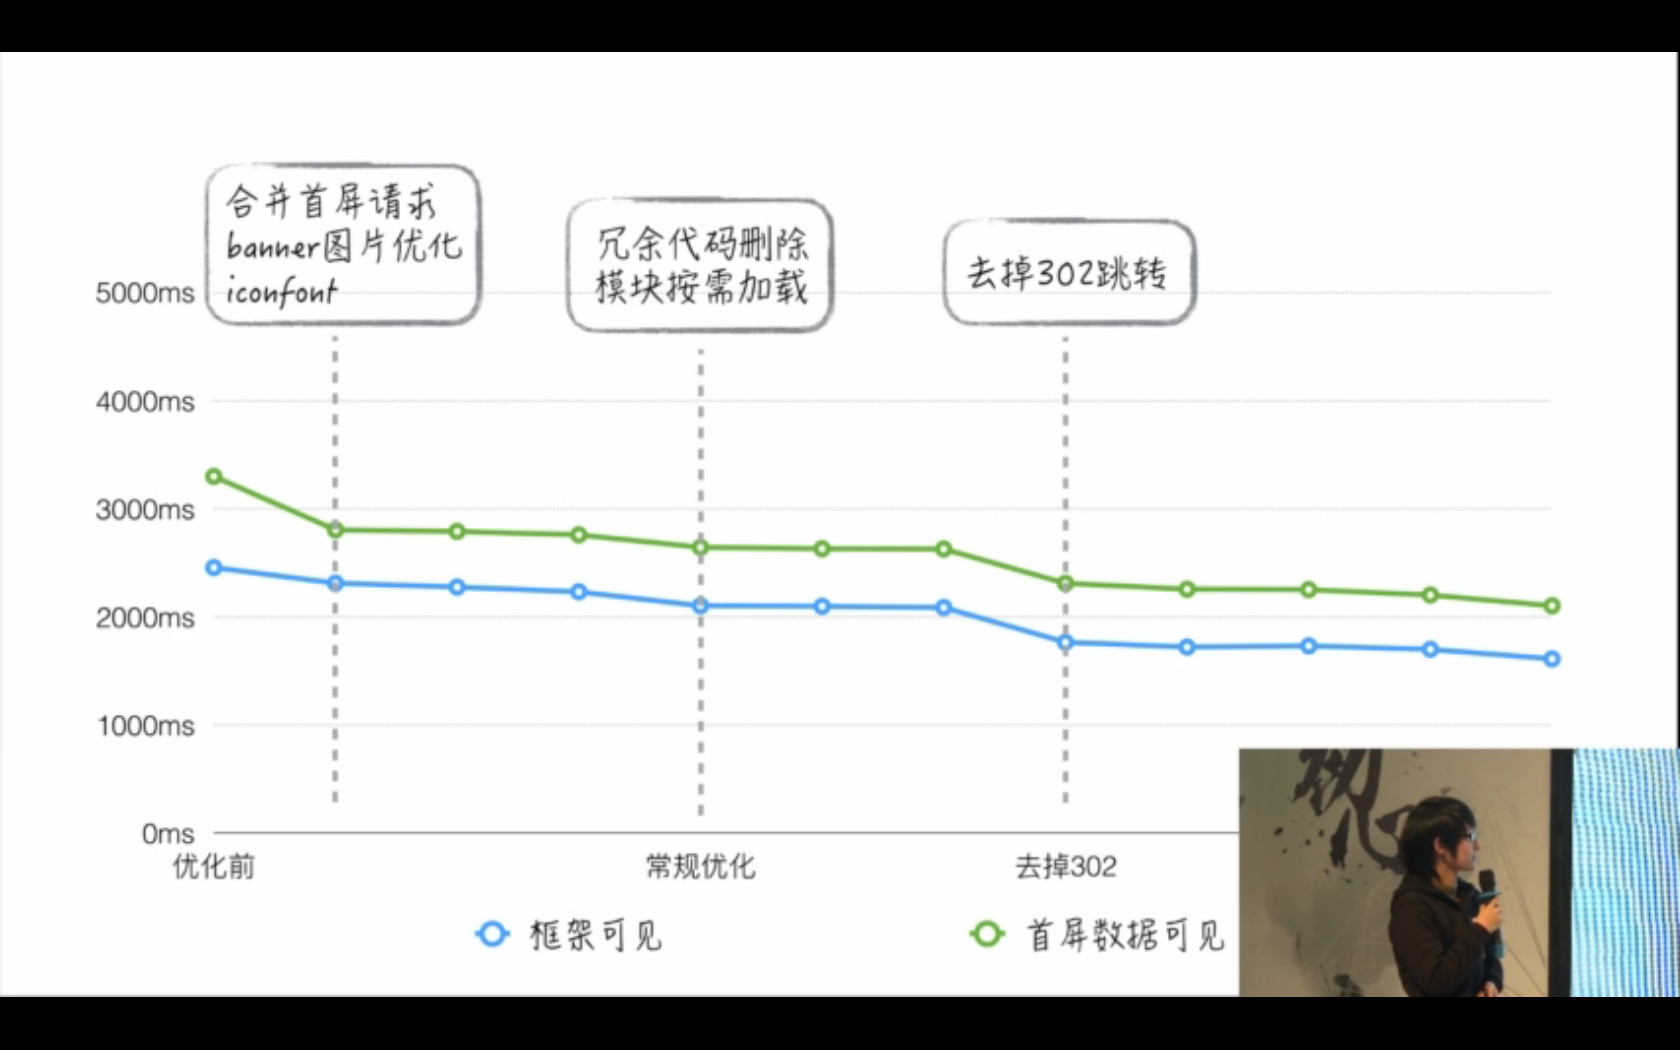 合并首屏请求
banner图片优化
iconfont
冗余代码删除
模块按需加载
去掉302跳转
5000ms
4000ms
3000ms
2000ms
1000ms
0ms
优化前
常规优化
去掉302
框架可见
首屏数据可见